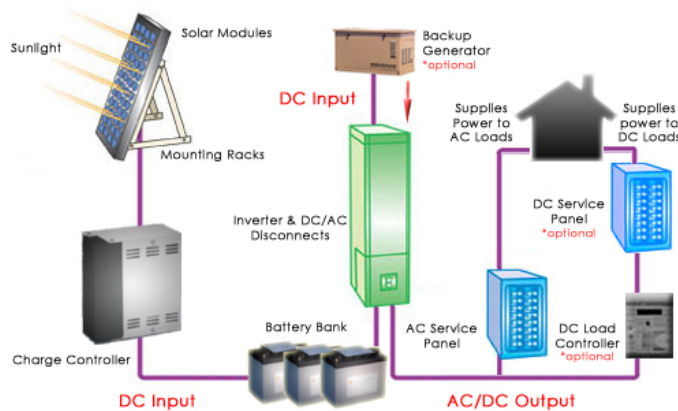 Sunlight
Solar Modules
Mounting Racks
Charge Controller
DC Input
Battery Bank
Backup
Generator
*optional
DC Input
Inverter & DC/AC
Disconnects
AC/DC Output
AC Service
Panel
Supplies
Power to
AC Loads
Supplies
power to
DC Loads
DC Service
Panel
*optional
DC Load
Controller
*optional